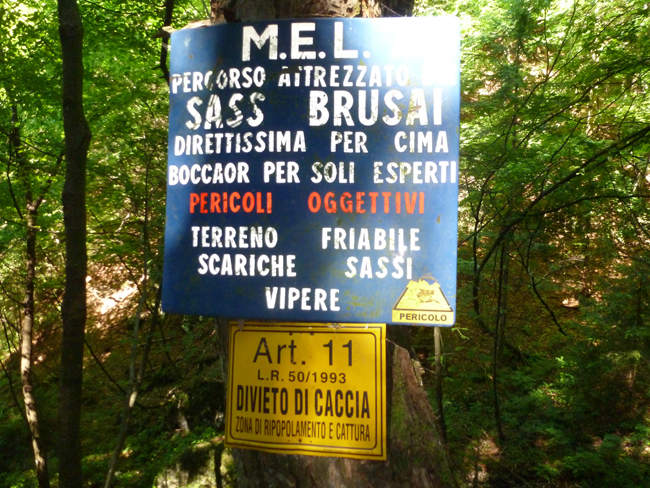 M.E.L.
PERCORSO ATTREZZATO
SASS BRUSAI
DIRETTISSIMA PER CIMA
BOCCAOR PER SOLI ESPERTI
PERICOLI OGGETTIVI
TERRENO FRIABILE
SCARICHE SASSI
VIPERE
PERICOLO
Art. 11
L.R. 50/1993
DIVIETO DI CACCIA
ZONA DI RIPOPOLAMENTO E CATTURA